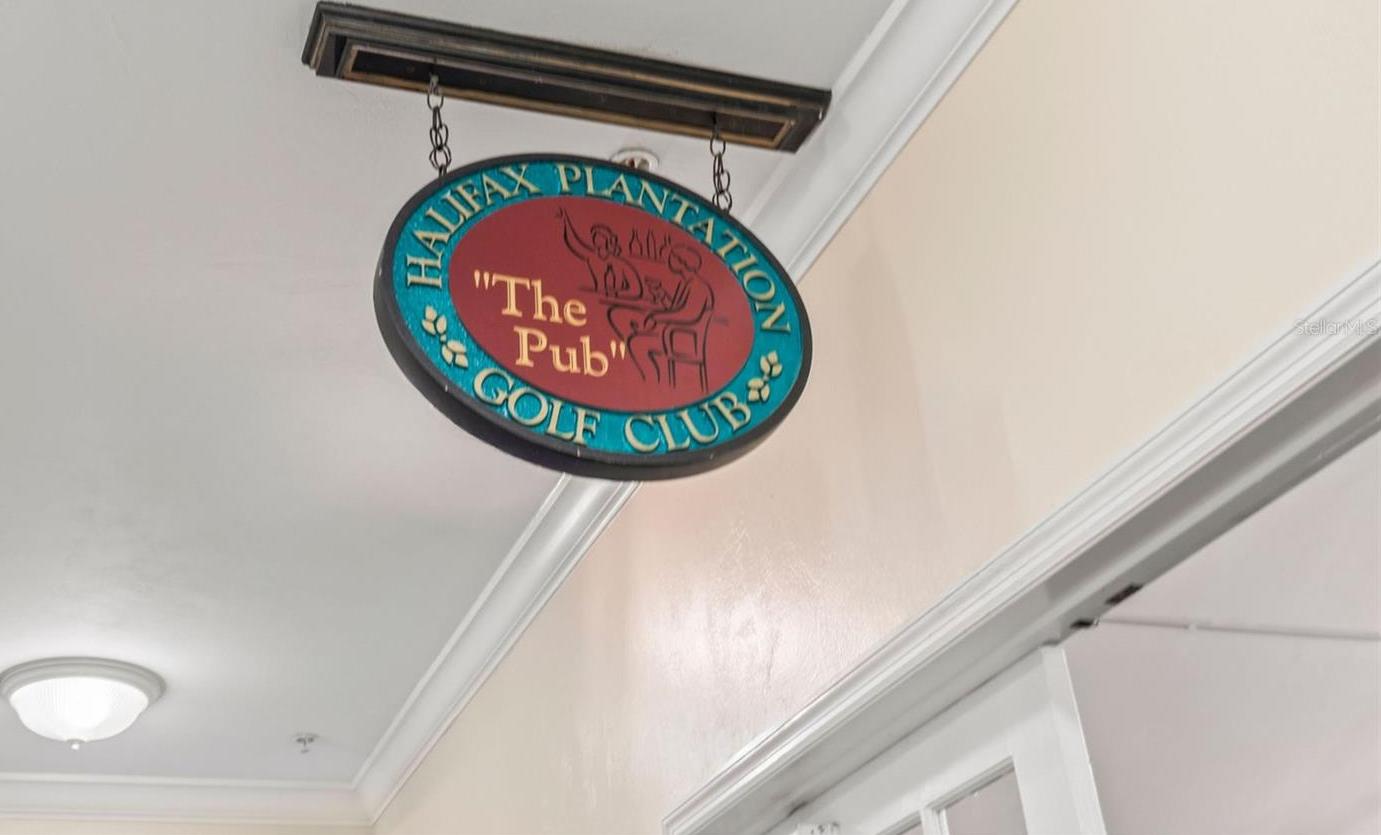 HALIFAX PLANTATION
"The
Pub"
GOLF CLUB
StellarMLS